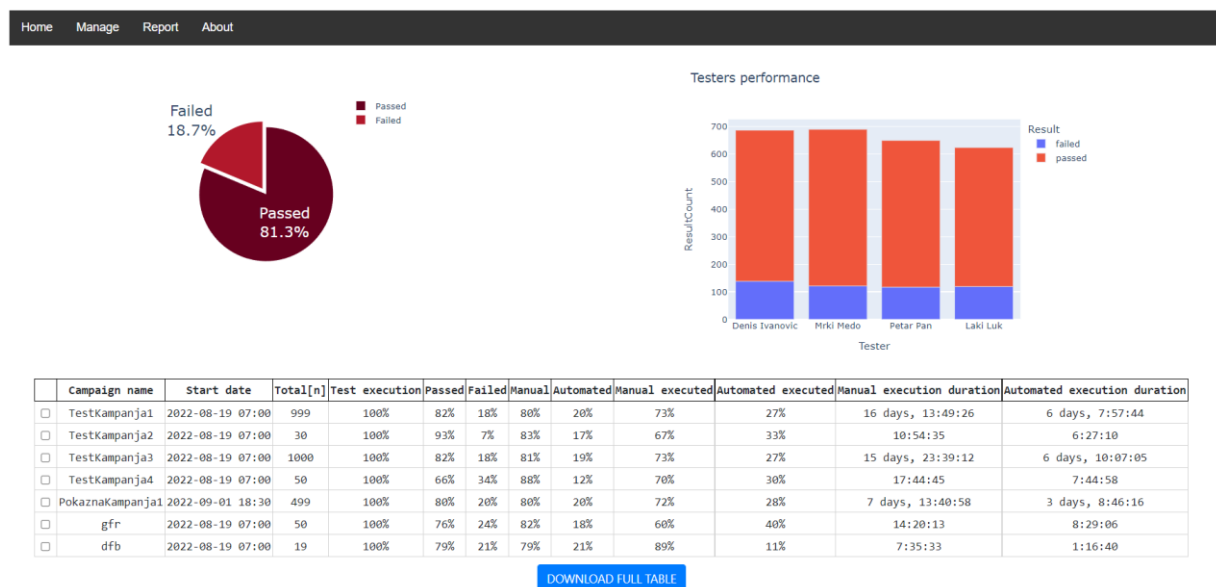 Home Manage Report About
Testers performance
Failed
18.7%
Passed
81.3%
Passed
Failed
700
600
500
400
300
200
100
0
ResultCount
Denis Ivanovic Mrki Medo Petar Pan Laki Luk
Tester
Result
failed
passed
Campaign name Start date Total[n] Test execution Passed Failed Manual Automated Manual executed Automated executed Manual execution duration Automated execution duration
TestKampanja1 2022-08-19 07:00 999 100% 82% 18% 80% 20% 73% 27% 16 days, 13:49:26 6 days, 7:57:44
TestKampanja2 2022-08-19 07:00 30 100% 93% 7% 83% 17% 67% 33% 10:54:35 6:27:10
TestKampanja3 2022-08-19 07:00 1000 100% 82% 18% 81% 19% 73% 27% 15 days, 23:39:12 6 days, 10:07:05
TestKampanja4 2022-08-19 07:00 50 100% 66% 34% 88% 12% 70% 30% 17:44:45 7:44:58
PokaznaKampanja1 2022-09-01 18:30 499 100% 80% 20% 80% 20% 72% 28% 7 days, 13:40:58 3 days, 8:46:16
gfr 2022-08-19 07:00 50 100% 76% 24% 82% 18% 60% 40% 14:20:13 8:29:06
dfb 2022-08-19 07:00 19 100% 79% 21% 79% 21% 89% 11% 7:35:33 1:16:40
DOWNLOAD FULL TABLE